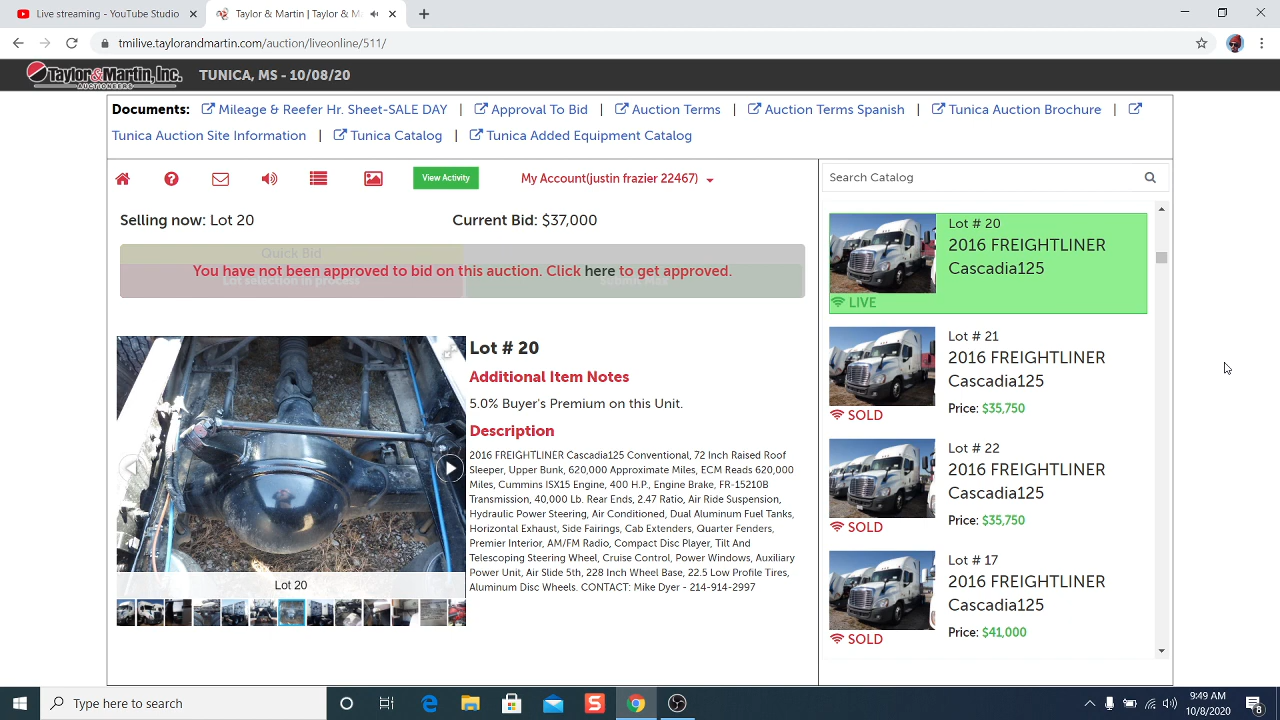 Live streaming - YouTube Studio
Taylor & Martin | Taylor & M
tmilive.taylorandmartin.com/auction/liveonline/511/
Taylor&Martin, Inc.
AUCTIONEERS
TUNICA, MS - 10/08/20
Documents: Mileage & Reefer Hr. Sheet-SALE DAY | Approval To Bid | Auction Terms | Auction Terms Spanish | Tunica Auction Brochure |
Tunica Auction Site Information | Tunica Catalog | Tunica Added Equipment Catalog
View Activity
My Account(justin frazier 22467)
Selling now: Lot 20
Current Bid: $37,000
Quick Bid
You have not been approved to bid on this auction. Click here to get approved.
Lot selection in process
Submit Max
Lot 20
Lot # 20
Additional Item Notes
5.0% Buyer's Premium on this Unit.
Description
2016 FREIGHTLINER Cascadia125 Conventional, 72 Inch Raised Roof
Sleeper, Upper Bunk, 620,000 Approximate Miles, ECM Reads 620,000
Miles, Cummins ISX15 Engine, 400 H.P., Engine Brake, FR-15210B
Transmission, 40,000 Lb. Rear Ends, 2.47 Ratio, Air Ride Suspension,
Hydraulic Power Steering, Air Conditioned, Dual Aluminum Fuel Tanks,
Horizontal Exhaust, Side Fairings, Cab Extenders, Quarter Fenders,
Premier Interior, AM/FM Radio, Compact Disc Player, Tilt And
Telescoping Steering Wheel, Cruise Control, Power Windows, Auxiliary
Power Unit, Air Slide 5th, 228 Inch Wheel Base, 22.5 Low Profile Tires,
Aluminum Disc Wheels. CONTACT: Mike Dyer - 214-914-2997
Search Catalog
Lot # 20
2016 FREIGHTLINER
Cascadia125
LIVE
Lot # 21
2016 FREIGHTLINER
Cascadia125
Price: $35,750
SOLD
Lot # 22
2016 FREIGHTLINER
Cascadia125
Price: $35,750
SOLD
Lot # 17
2016 FREIGHTLINER
Cascadia125
Price: $41,000
SOLD
Type here to search
9:49 AM
10/8/2020
6